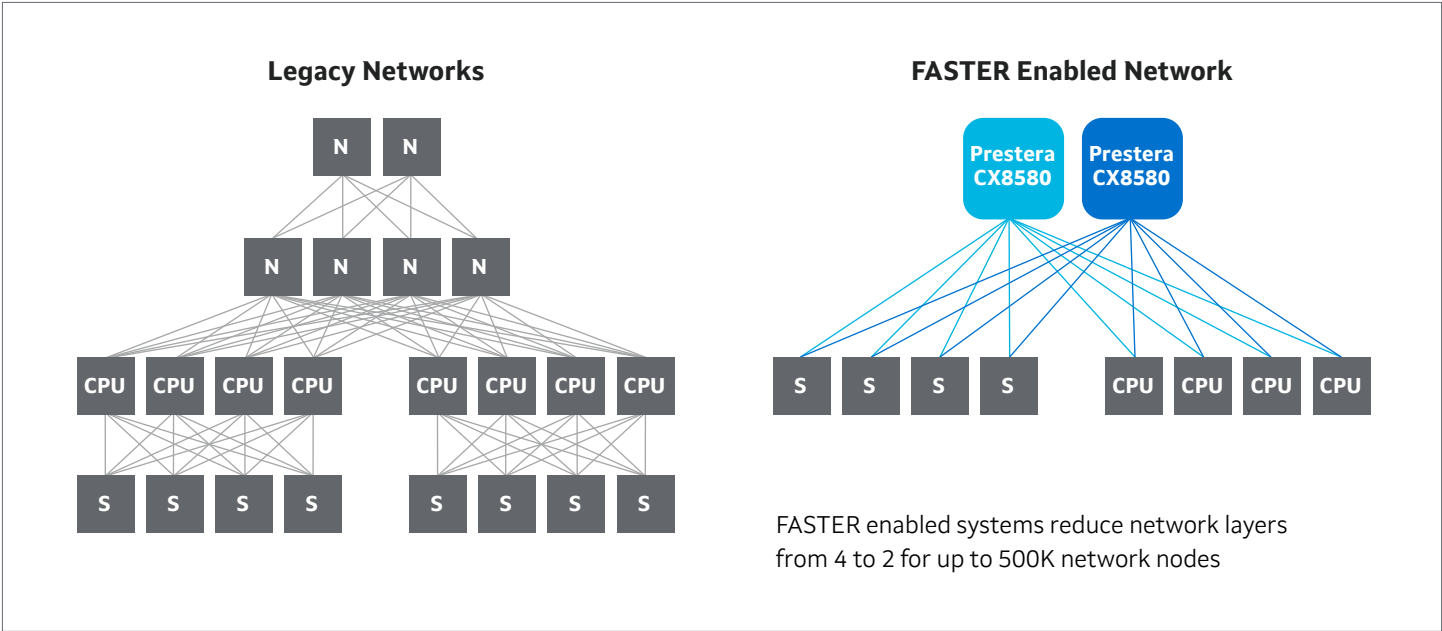 Legacy Networks
N N
N N N N
CPU CPU CPU CPU CPU CPU CPU CPU
S S S S S S S S
FASTER Enabled Network
Prestera Prestera
CX8580 CX8580
S S S S CPU CPU CPU CPU
FASTER enabled systems reduce network layers
from 4 to 2 for up to 500K network nodes